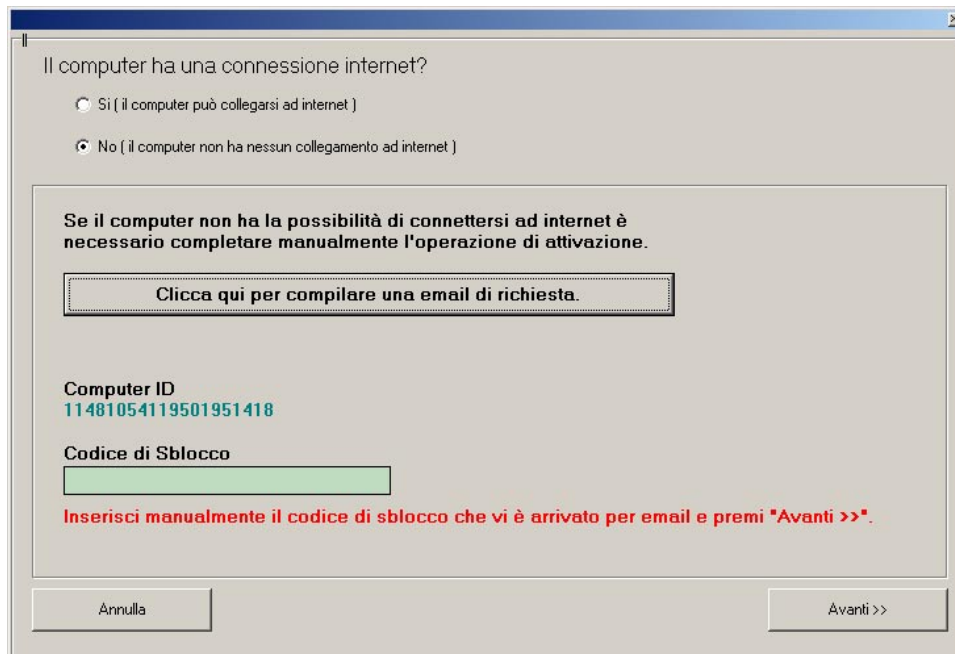 Il computer ha una connessione internet?
Si ( il computer può collegarsi ad internet )
No ( il computer non ha nessun collegamento ad internet )
Se il computer non ha la possibilità di connettersi ad internet è
necessario completare manualmente l'operazione di attivazione.
Clicca qui per compilare una email di richiesta.
Computer ID
11481054119501951418
Codice di Sblocco
Inserisci manualmente il codice di sblocco che vi è arrivato per email e premi "Avanti >>".
Annulla
Avanti >>